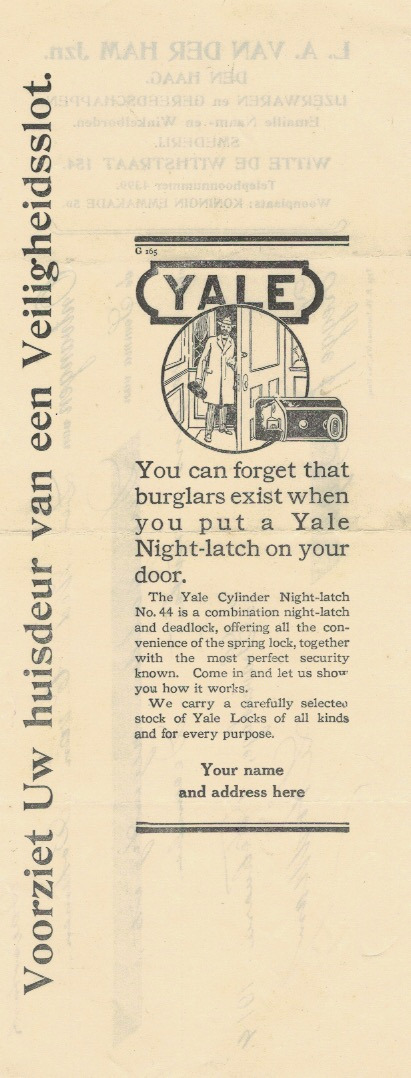 Voorziet Uw huisdeur van een Veiligheidsslot.
L. A. VAN DER HAM Jzn.
DEN HAAG.
IJZERWAREN en GEREEDSCHAPPEN
Emaille Naam- en Winkelborden.
SMEDERIJ.
WITTE DE WITHSTRAAT 154.
Telephoonnummer 4379.
Woonplaats: KONINGIN EMMAKADE 50.
G 165
YALE
You can forget that
burglars exist when
you put a Yale
Night-latch on your
door.
The Yale Cylinder Night-latch
No. 44 is a combination night-latch
and deadlock, offering all the con-
venience of the spring lock, together
with the most perfect security
known. Come in and let us show
you how it works.
We carry a carefully selected
stock of Yale Locks of all kinds
and for every purpose.
Your name
and address here